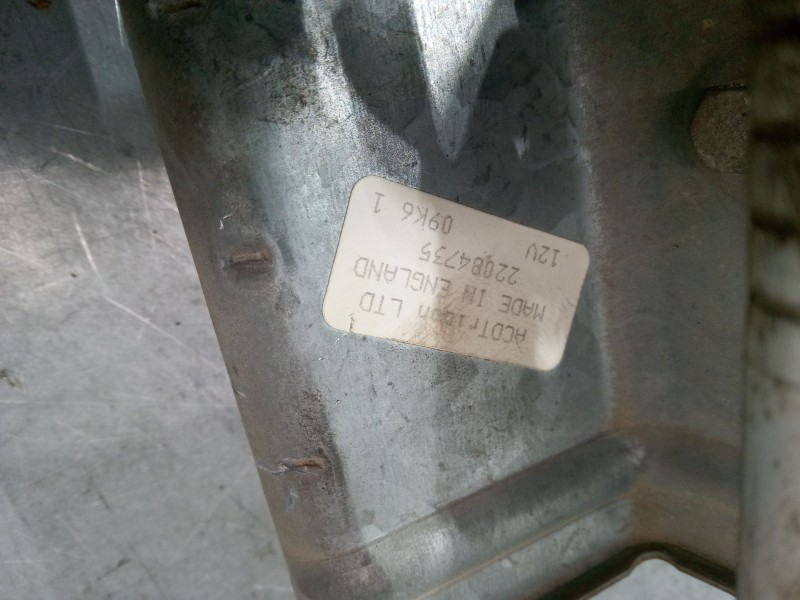 ACDTridon LTD
MADE IN ENGLAND
22084735
12V 09K6 1